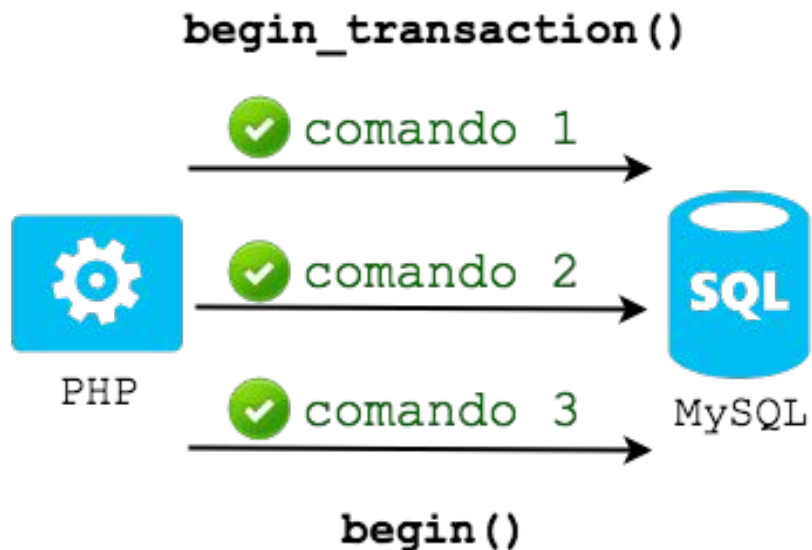 begin_transaction()
comando 1
comando 2
SQL
PHP
comando 3
MySQL
begin()